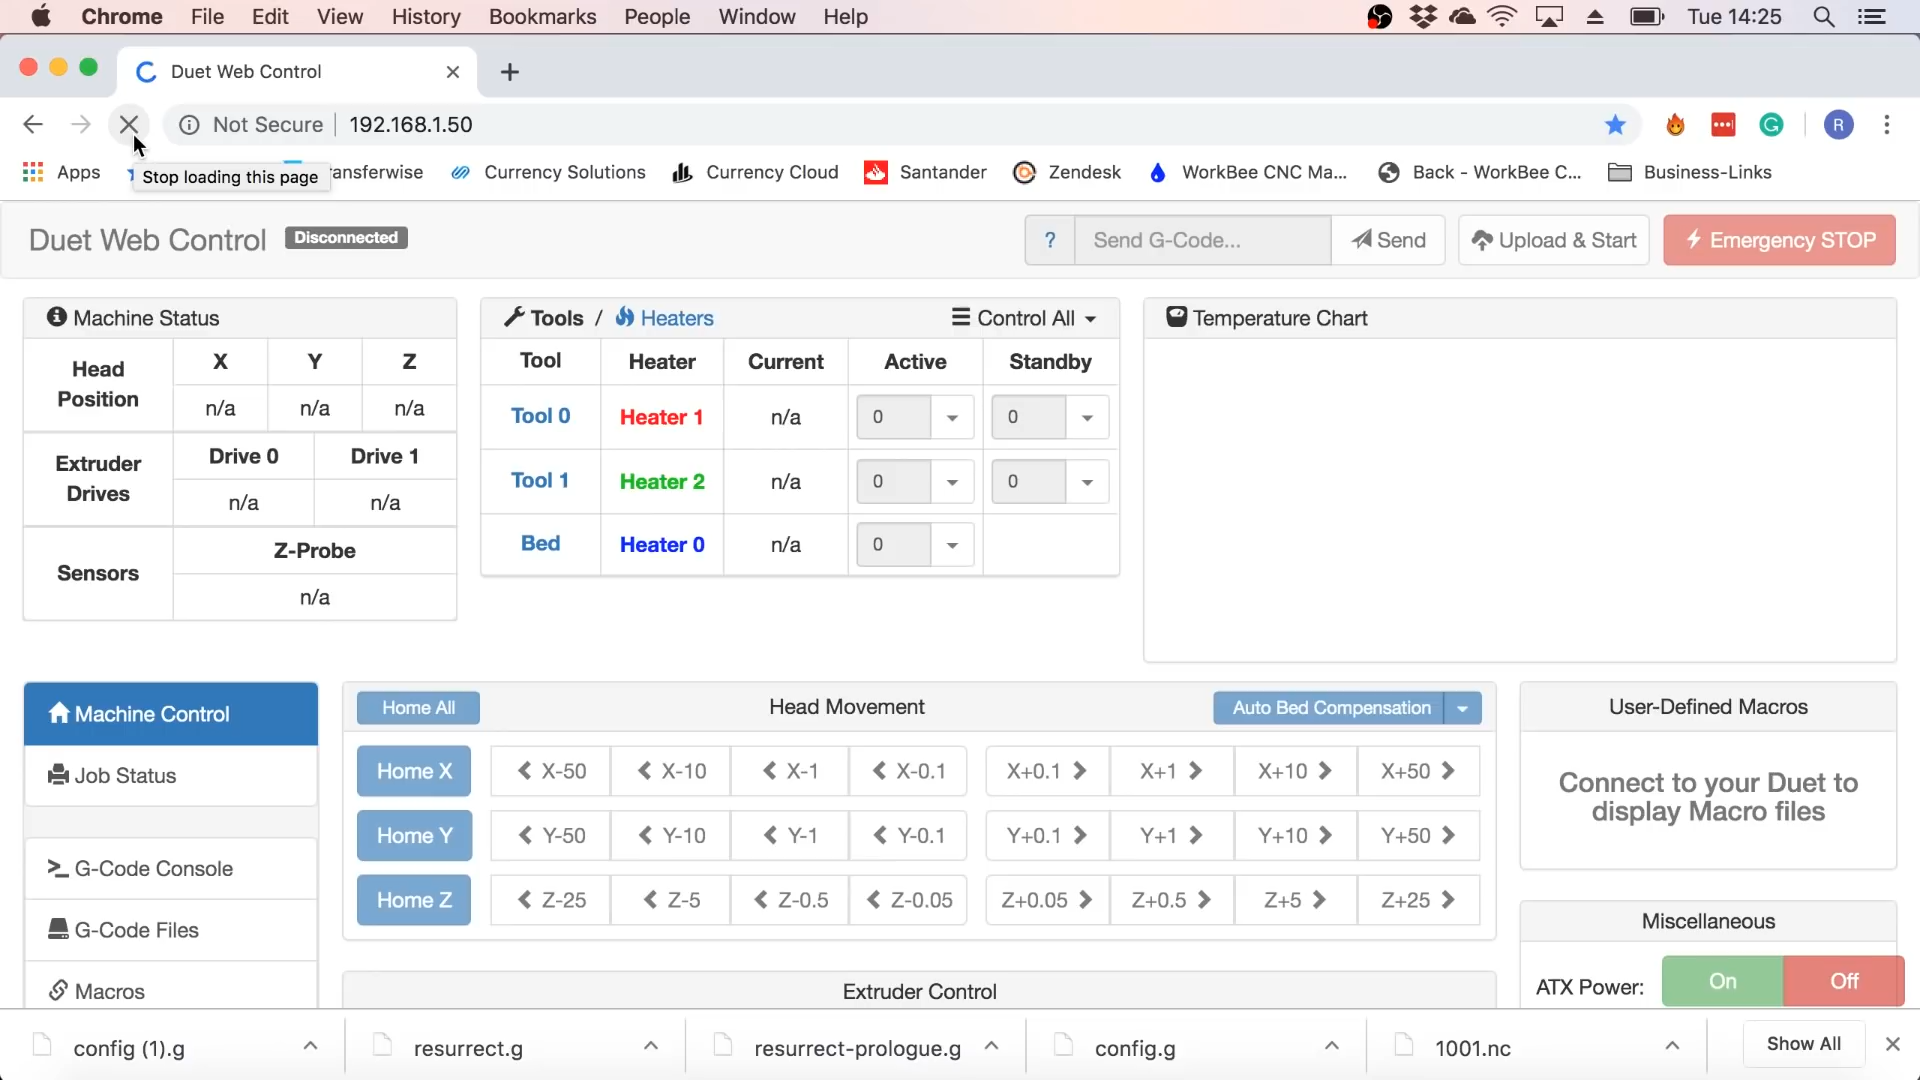 Chrome File Edit View History Bookmarks People Window Help Tue 14:25
Duet Web Control
Not Secure 192.168.1.50 R
Apps ransferwise Currency Solutions Currency Cloud Santander Zendesk WorkBee CNC Ma... Back - WorkBee C... Business-Links
Stop loading this page
Duet Web Control Disconnected ? Send G-Code... Send Upload & Start Emergency STOP
Machine Status
Head Position X Y Z
n/a n/a n/a
Extruder Drives Drive 0 Drive 1
n/a n/a
Sensors Z-Probe
n/a
Tools / Heaters Control All
Tool Heater Current Active Standby
Tool 0 Heater 1 n/a 0 0
Tool 1 Heater 2 n/a 0 0
Bed Heater 0 n/a 0
Temperature Chart
Machine Control
Job Status
G-Code Console
G-Code Files
Macros
Home All Head Movement Auto Bed Compensation
Home X X-50 X-10 X-1 X-0.1 X+0.1 X+1 X+10 X+50
Home Y Y-50 Y-10 Y-1 Y-0.1 Y+0.1 Y+1 Y+10 Y+50
Home Z Z-25 Z-5 Z-0.5 Z-0.05 Z+0.05 Z+0.5 Z+5 Z+25
Extruder Control
User-Defined Macros
Connect to your Duet to
display Macro files
Miscellaneous
ATX Power: On Off
config (1).g resurrect.g resurrect-prologue.g config.g 1001.nc Show All